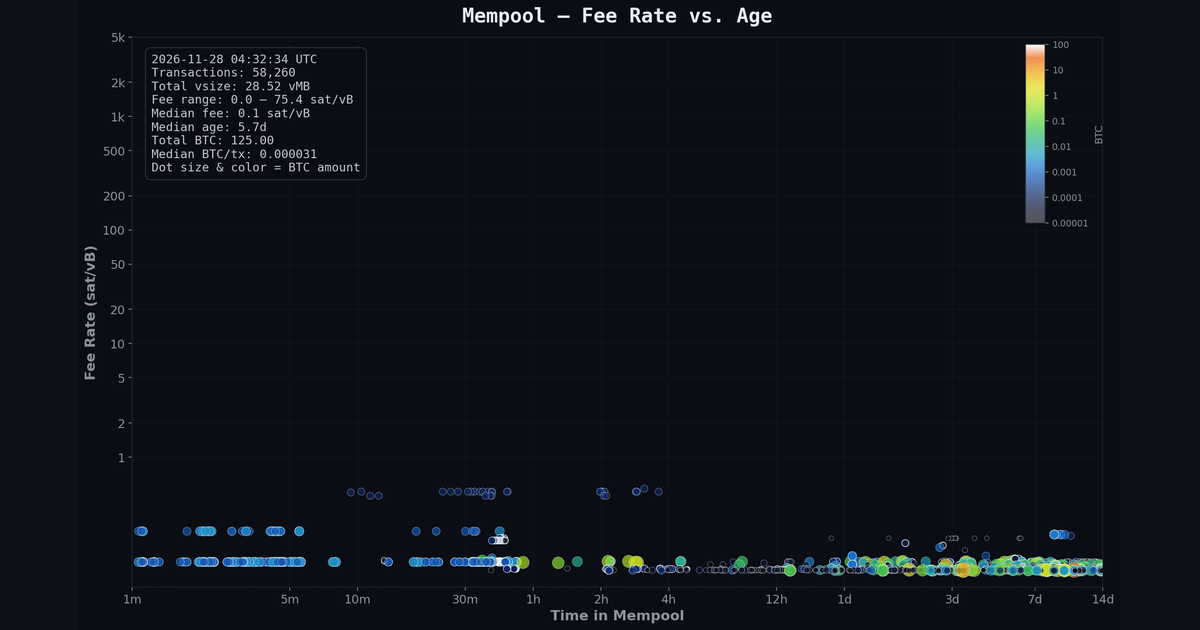 Mempool — Fee Rate vs. Age
2026-11-28 04:32:34 UTC
Transactions: 58,260
Total vsize: 28.52 vMB
Fee range: 0.0 — 75.4 sat/vB
Median fee: 0.1 sat/vB
Median age: 5.7d
Total BTC: 125.00
Median BTC/tx: 0.000031
Dot size & color = BTC amount
100
10
1
0.1
0.01
0.001
0.0001
0.00001
BTC
Fee Rate (sat/vB)
5k
2k
1k
500
200
100
50
20
10
5
2
1
1m 5m 10m 30m 1h 2h 4h 12h 1d 3d 7d 14d
Time in Mempool